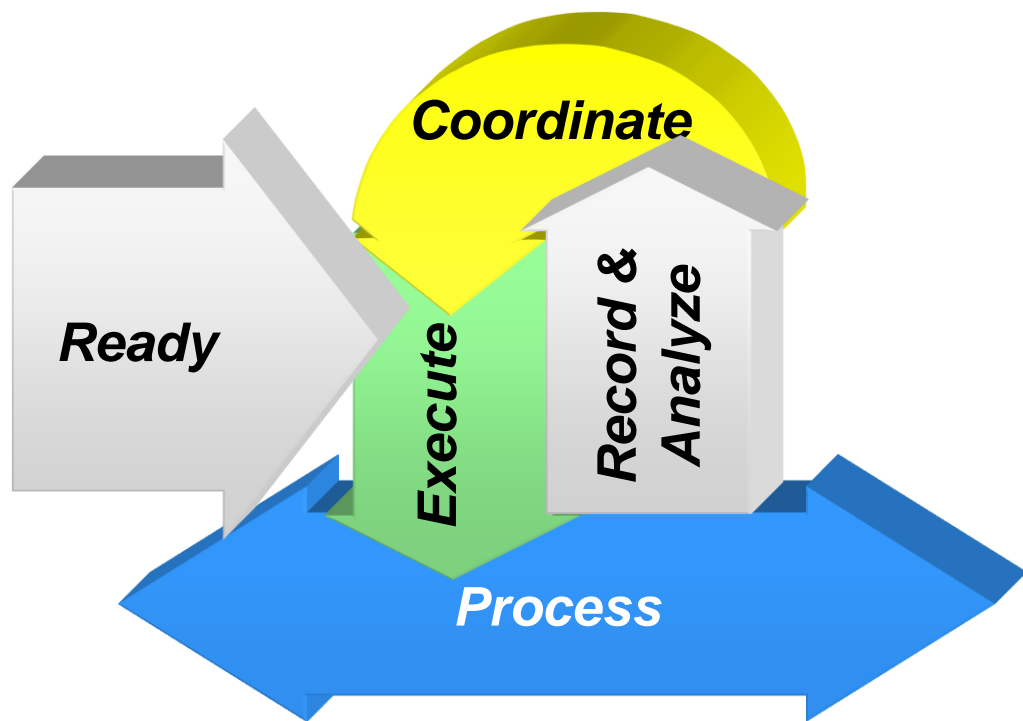 Coordinate
Ready
Execute
Record &
Analyze
Process